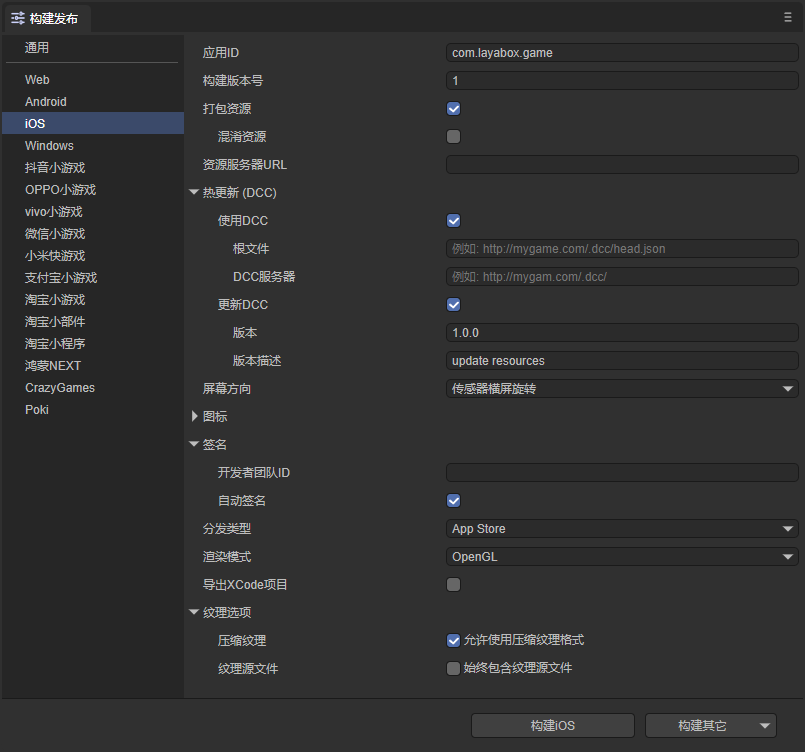 构建发布
通用
Web
Android
iOS
Windows
抖音小游戏
OPPO小游戏
vivo小游戏
微信小游戏
小米快游戏
支付宝小游戏
淘宝小游戏
淘宝小部件
淘宝小程序
鸿蒙NEXT
CrazyGames
Poki
应用ID com.layabox.game
构建版本号 1
打包资源
混淆资源
资源服务器URL
热更新 (DCC)
使用DCC
根文件 例如: http://mygame.com/.dcc/head.json
DCC服务器 例如: http://mygam.com/.dcc/
更新DCC
版本 1.0.0
版本描述 update resources
屏幕方向 传感器横屏旋转
图标
签名
开发者团队ID
自动签名
分发类型 App Store
渲染模式 OpenGL
导出XCode项目
纹理选项
压缩纹理 允许使用压缩纹理格式
纹理源文件 始终包含纹理源文件
构建iOS 构建其它